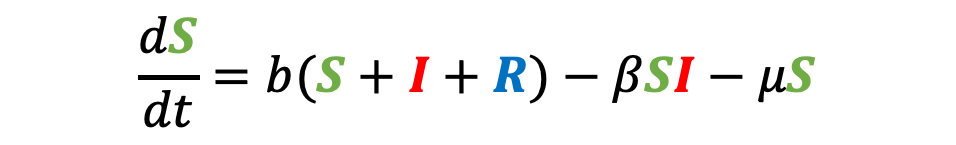 dS/dt = b(S + I + R) − βSI − μS